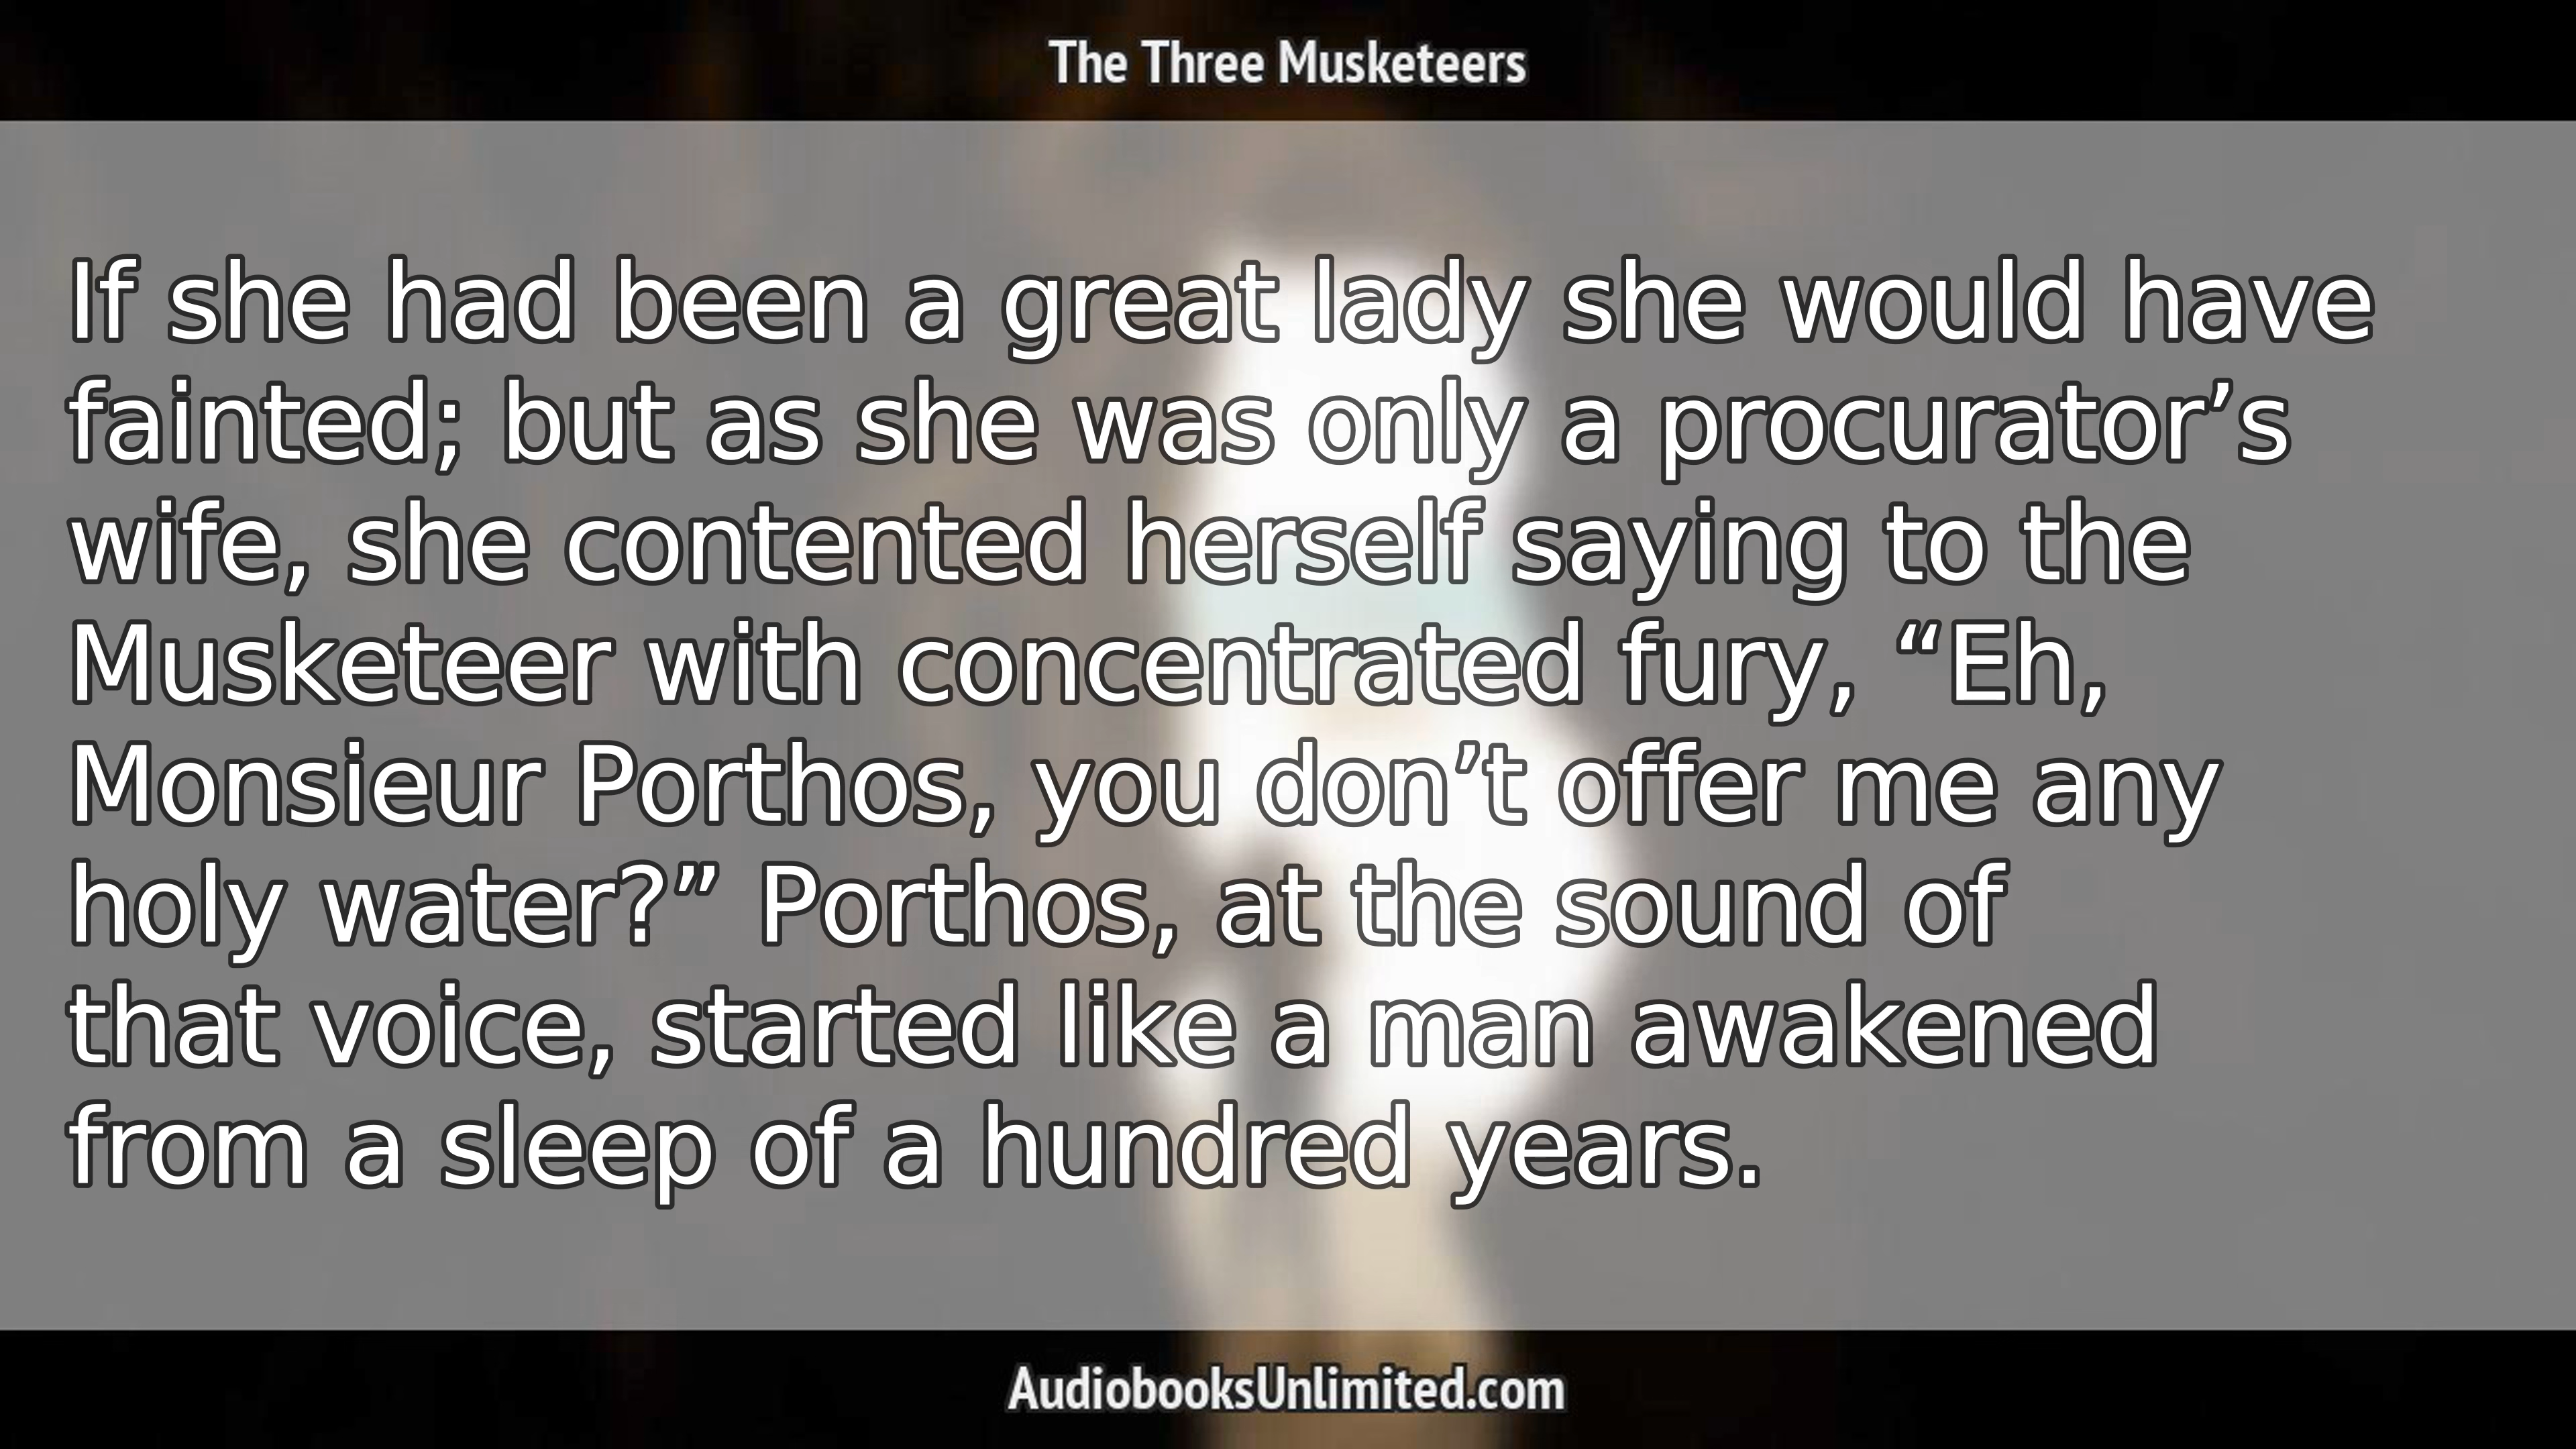 The Three Musketeers
If she had been a great lady she would have
fainted; but as she was only a procurator’s
wife, she contented herself saying to the
Musketeer with concentrated fury, “Eh,
Monsieur Porthos, you don’t offer me any
holy water?” Porthos, at the sound of
that voice, started like a man awakened
from a sleep of a hundred years.
AudiobooksUnlimited.com